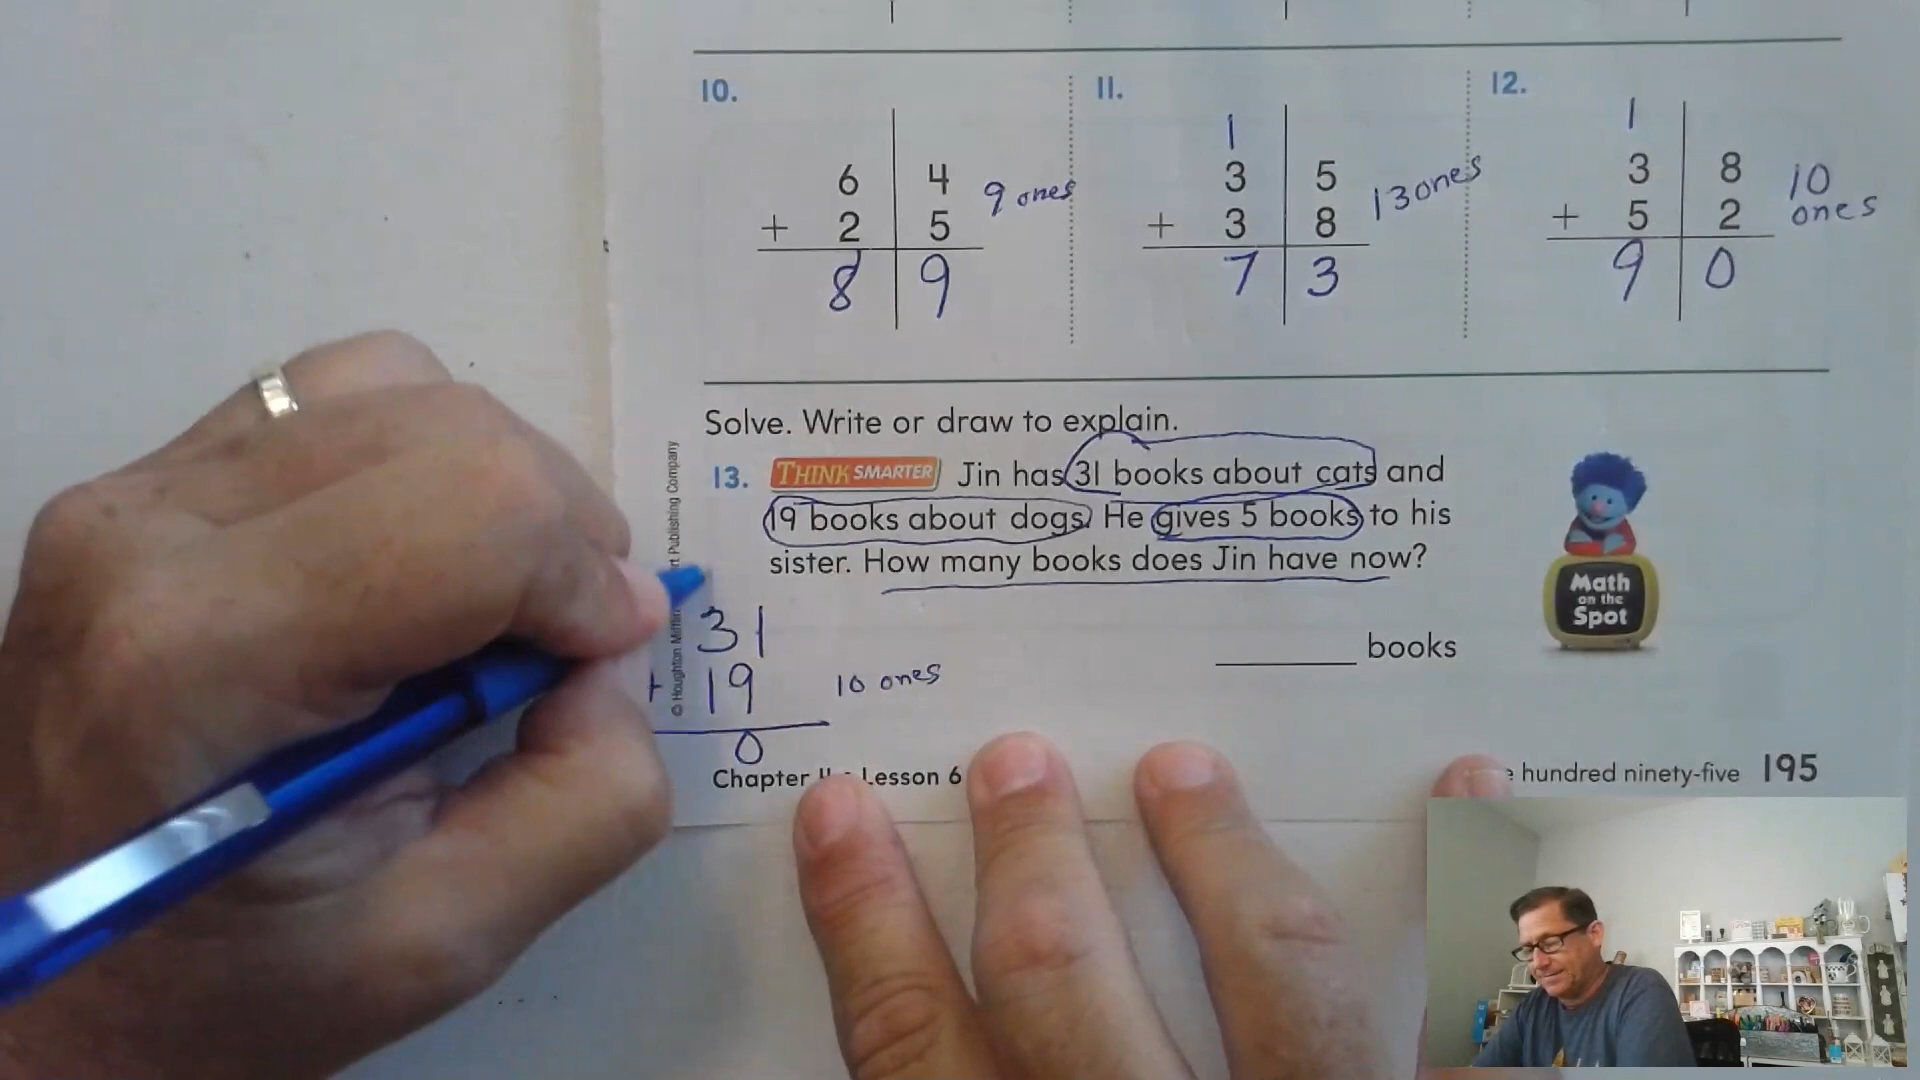 10.
6 4 9 ones
+ 2 5
8 9
11.
1
3 5 13 ones
+ 3 8
7 3
12.
1
3 8 10
+ 5 2 ones
9 0
Solve. Write or draw to explain.
13. THINK SMARTER Jin has 31 books about cats and
19 books about dogs. He gives 5 books to his
sister. How many books does Jin have now?
Math
on the
Spot
books
31
+ 19 10 ones
0
© Houghton Mifflin Publishing Company
Chapter Lesson 6
hundred ninety-five 195